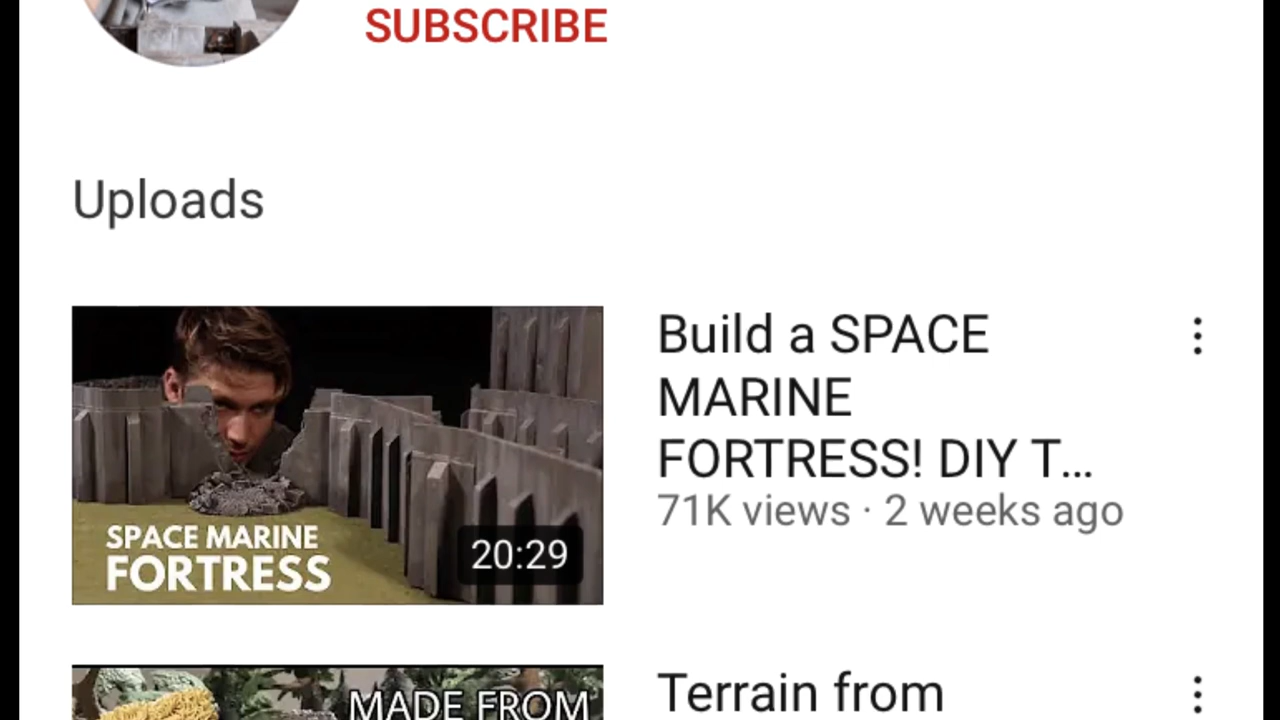 SUBSCRIBE
Uploads
Build a SPACE
MARINE
FORTRESS! DIY T...
71K views · 2 weeks ago
SPACE MARINE
FORTRESS
20:29
Terrain from
MADE FROM